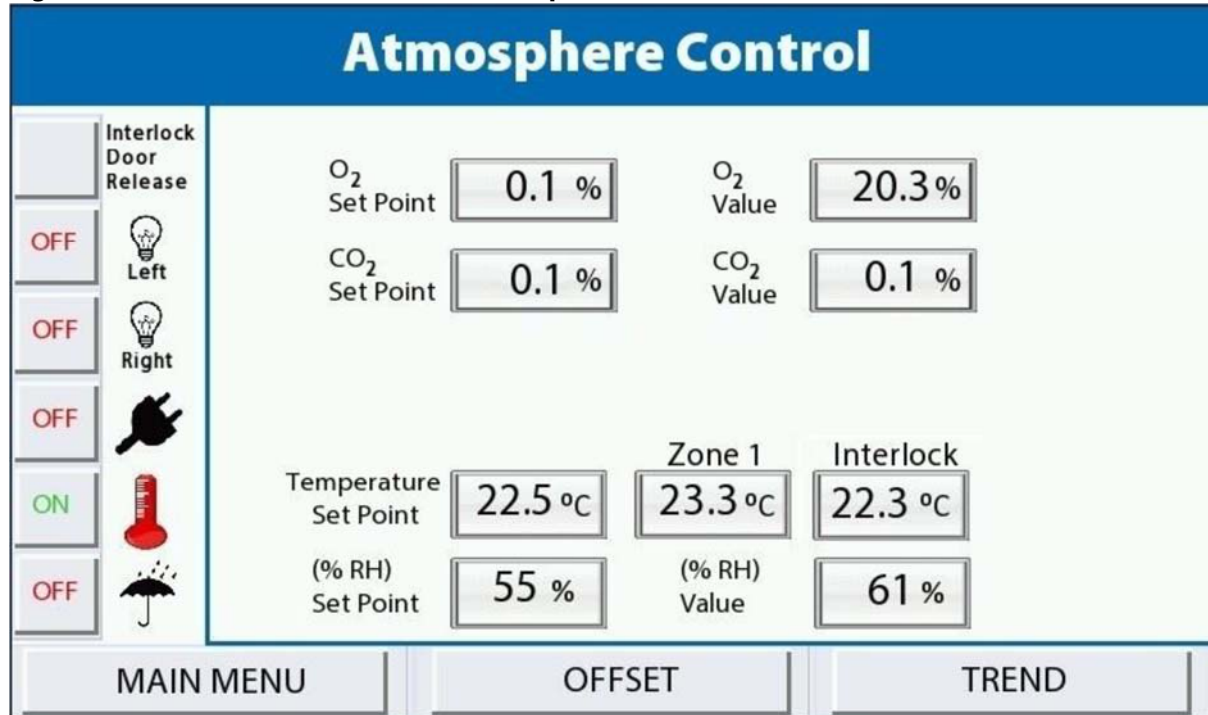 Atmosphere Control
Interlock
Door
Release
OFF
Left
OFF
Right
OFF
ON
OFF
O₂
Set Point
0.1 %
O₂
Value
20.3 %
CO₂
Set Point
0.1 %
CO₂
Value
0.1 %
Zone 1
Interlock
Temperature
Set Point
22.5 ºC
23.3 ºC
22.3 ºC
(% RH)
Set Point
55 %
(% RH)
Value
61 %
MAIN MENU
OFFSET
TREND